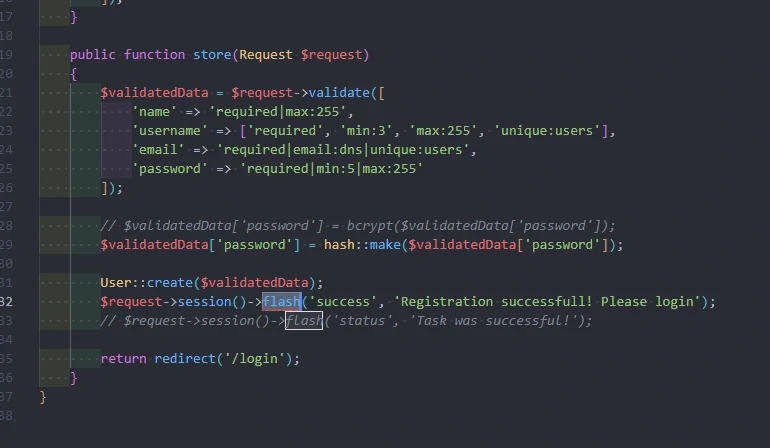 ]);
17 }
18
19 public function store(Request $request)
20 {
21 $validatedData = $request->validate([
22 'name' => 'required|max:255',
23 'username' => ['required', 'min:3', 'max:255', 'unique:users'],
24 'email' => 'required|email:dns|unique:users',
25 'password' => 'required|min:5|max:255'
26 ]);
27
28 // $validatedData['password'] = bcrypt($validatedData['password']);
29 $validatedData['password'] = hash::make($validatedData['password']);
30
31 User::create($validatedData);
32 $request->session()->flash('success', 'Registration successfull! Please login');
33 // $request->session()->flash('status', 'Task was successful!');
34
35 return redirect('/login');
36 }
37 }
38